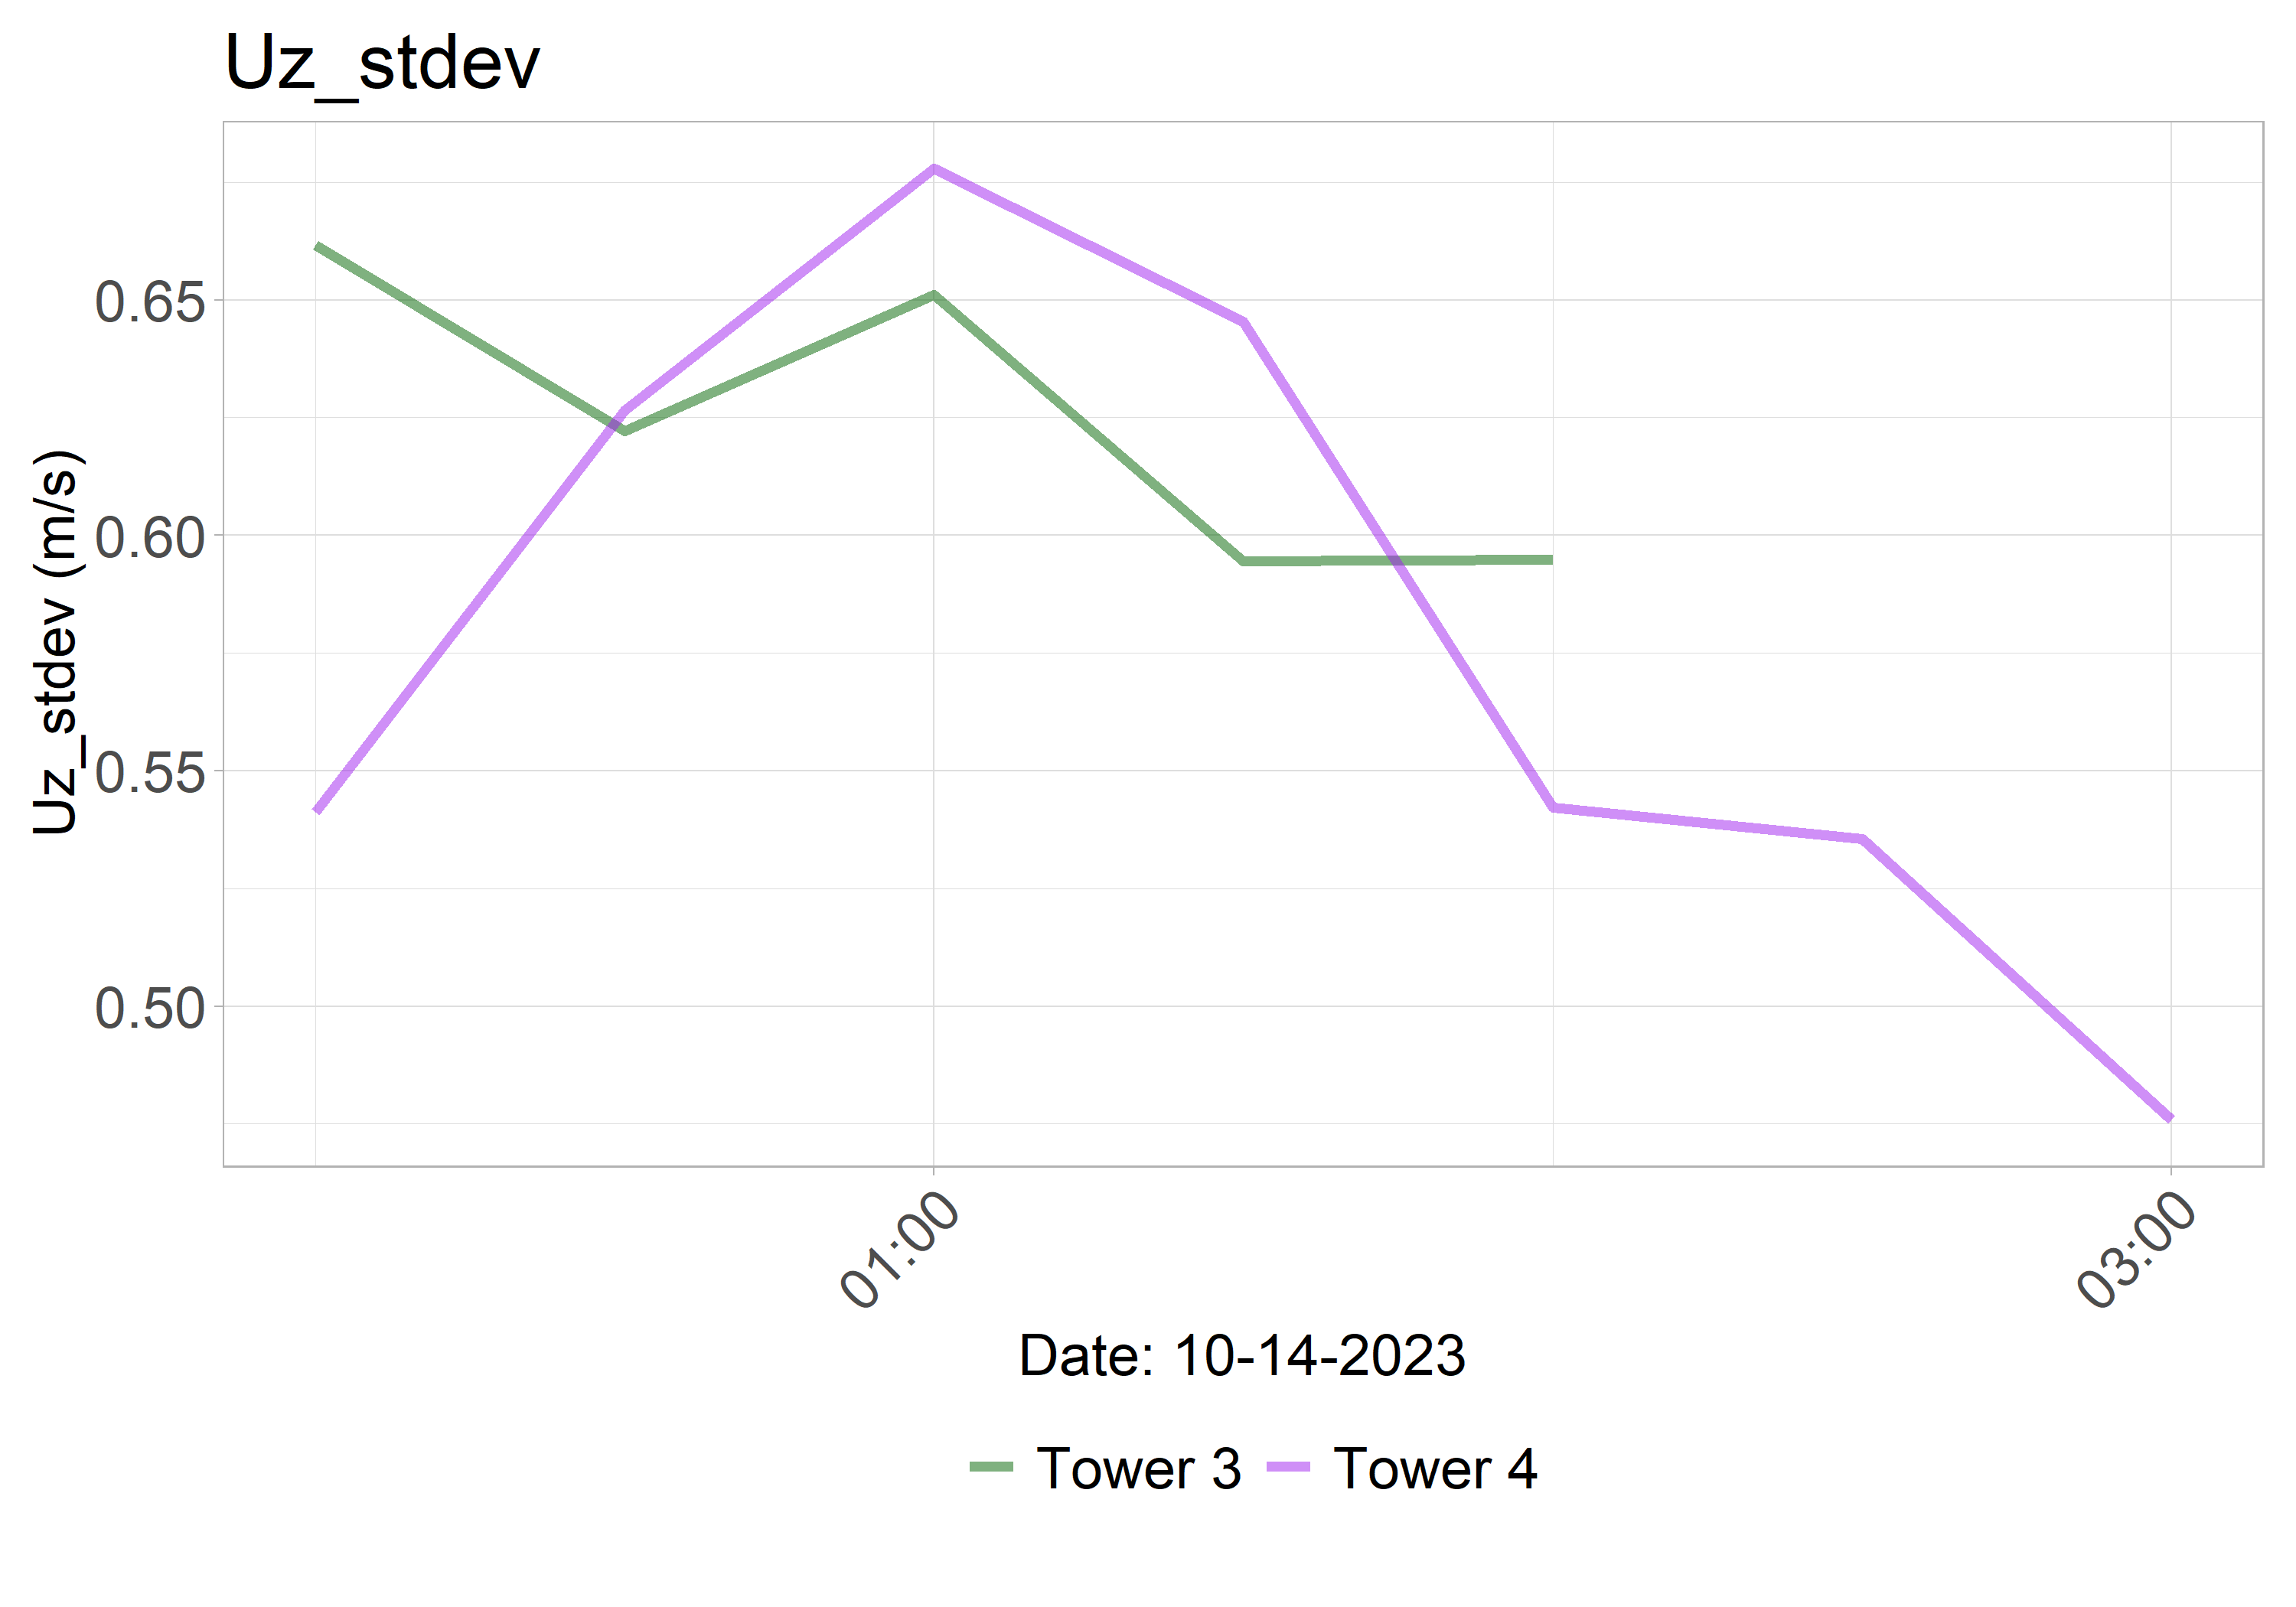 Uz_stdev
Uz_stdev (m/s)
0.65
0.60
0.55
0.50
01:00
03:00
Date: 10-14-2023
Tower 3
Tower 4